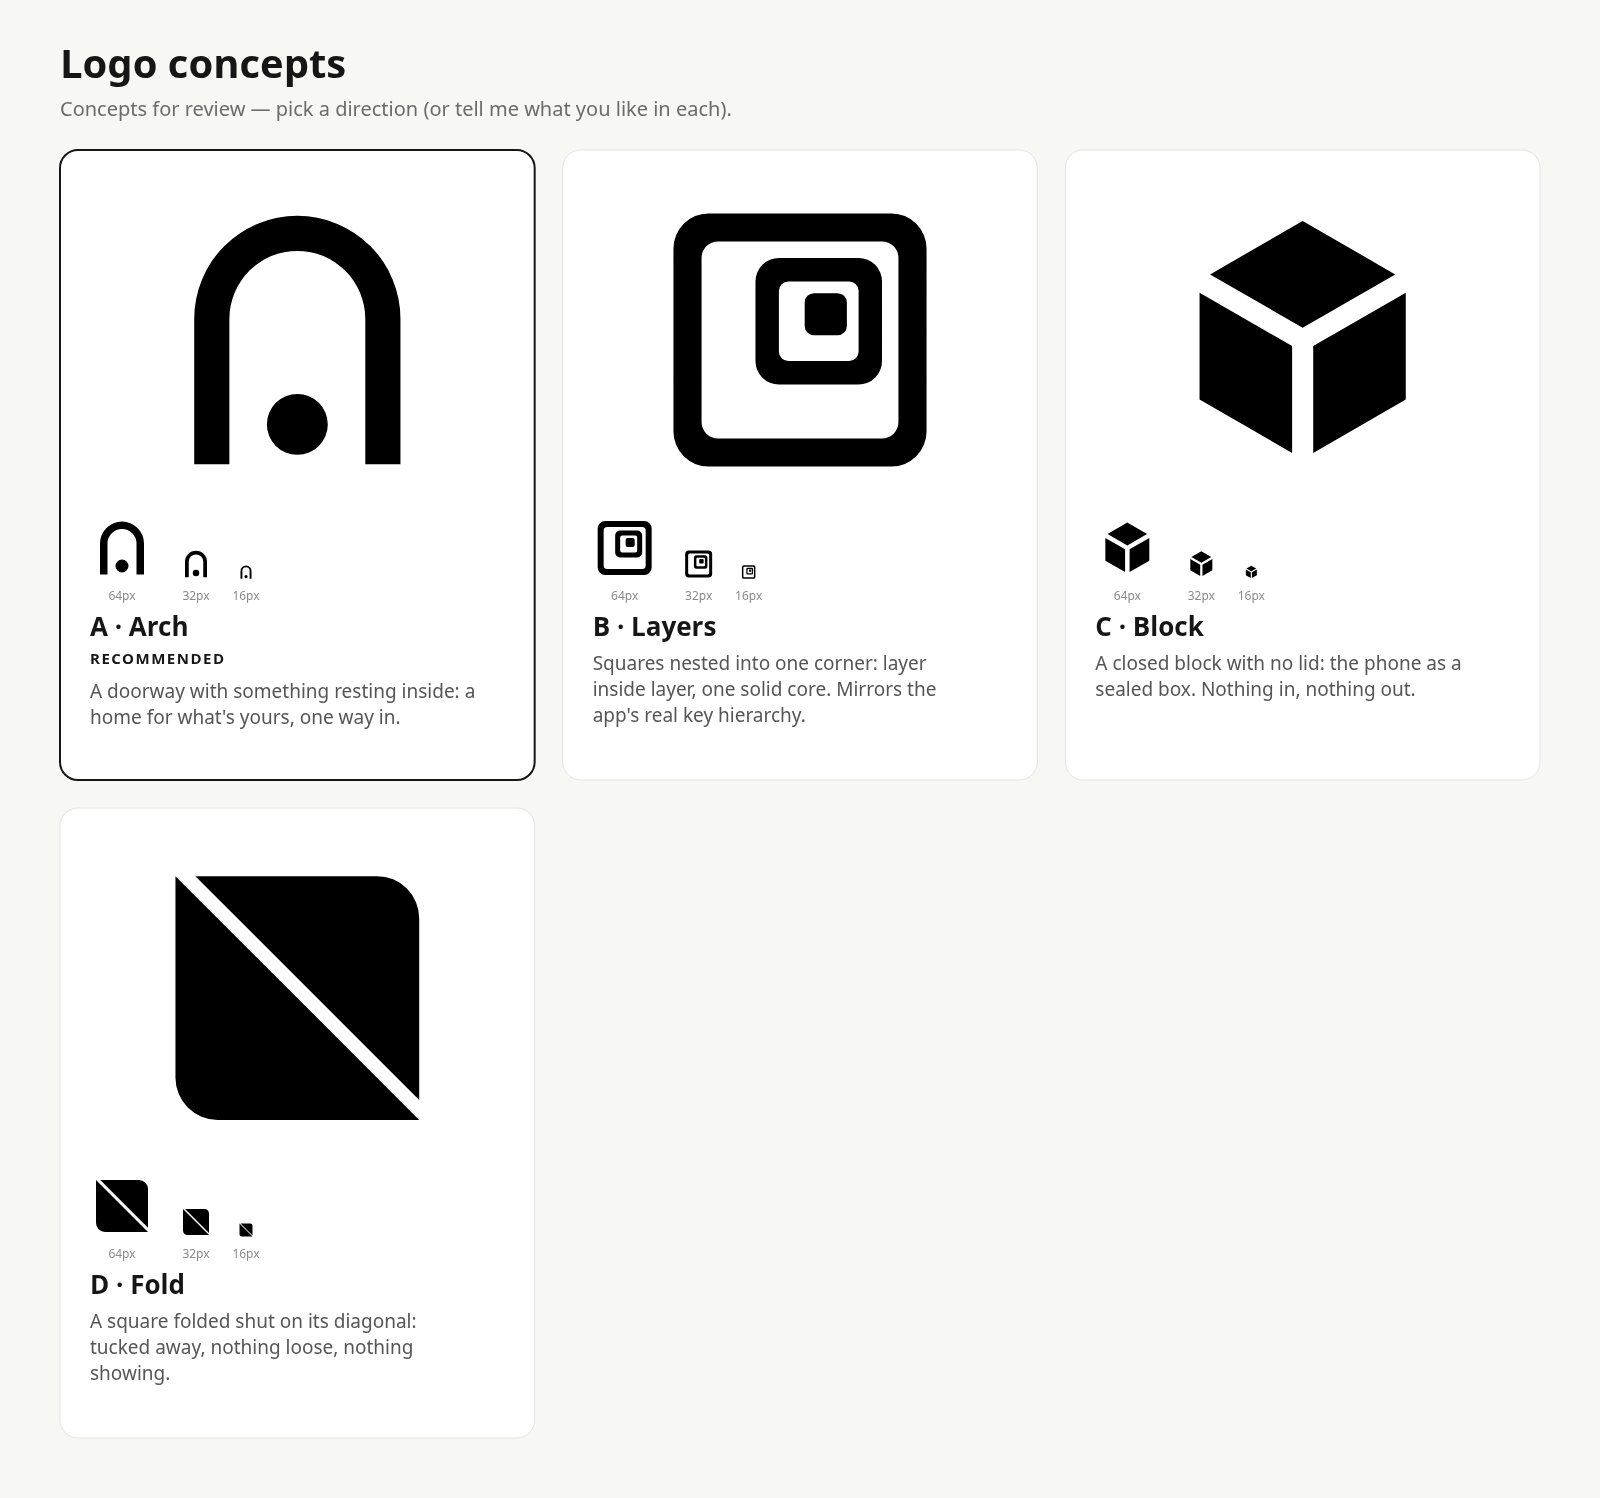 Logo concepts
Concepts for review — pick a direction (or tell me what you like in each).
64px 32px 16px
A · Arch
RECOMMENDED
A doorway with something resting inside: a
home for what's yours, one way in.
64px 32px 16px
B · Layers
Squares nested into one corner: layer
inside layer, one solid core. Mirrors the
app's real key hierarchy.
64px 32px 16px
C · Block
A closed block with no lid: the phone as a
sealed box. Nothing in, nothing out.
64px 32px 16px
D · Fold
A square folded shut on its diagonal:
tucked away, nothing loose, nothing
showing.